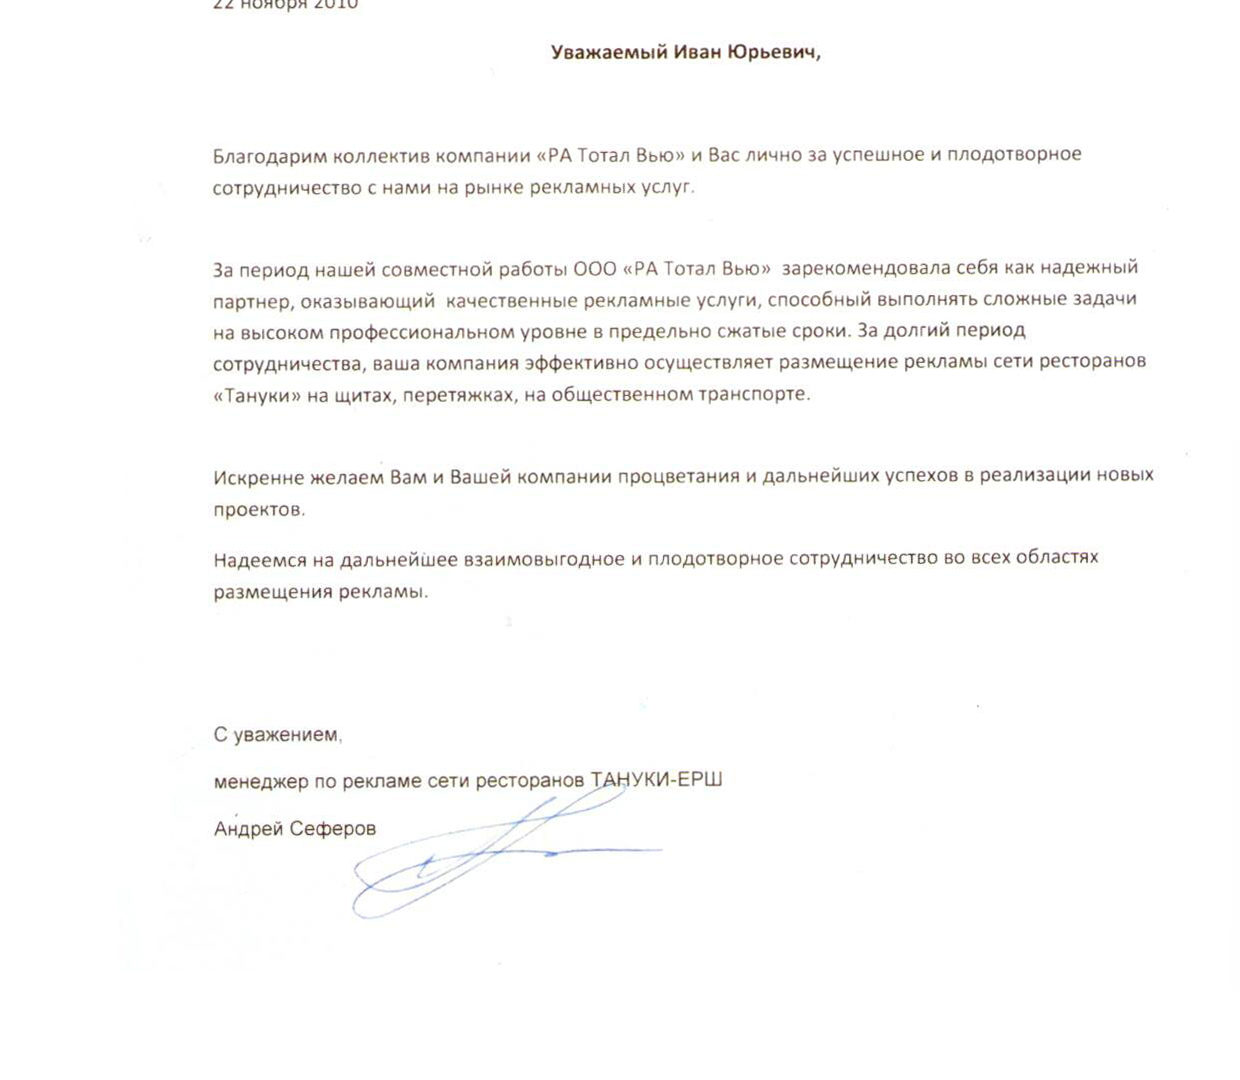 22 ноября 2010
Уважаемый Иван Юрьевич,
Благодарим коллектив компании «РА Тотал Вью» и Вас лично за успешное и плодотворное
сотрудничество с нами на рынке рекламных услуг.
За период нашей совместной работы ООО «РА Тотал Вью» зарекомендовала себя как надежный
партнер, оказывающий качественные рекламные услуги, способный выполнять сложные задачи
на высоком профессиональном уровне в предельно сжатые сроки. За долгий период
сотрудничества, ваша компания эффективно осуществляет размещение рекламы сети ресторанов
«Тануки» на щитах, перетяжках, на общественном транспорте.
Искренне желаем Вам и Вашей компании процветания и дальнейших успехов в реализации новых
проектов.
Надеемся на дальнейшее взаимовыгодное и плодотворное сотрудничество во всех областях
размещения рекламы.
С уважением,
менеджер по рекламе сети ресторанов ТАНУКИ-ЕРШ
Андрей Сеферов